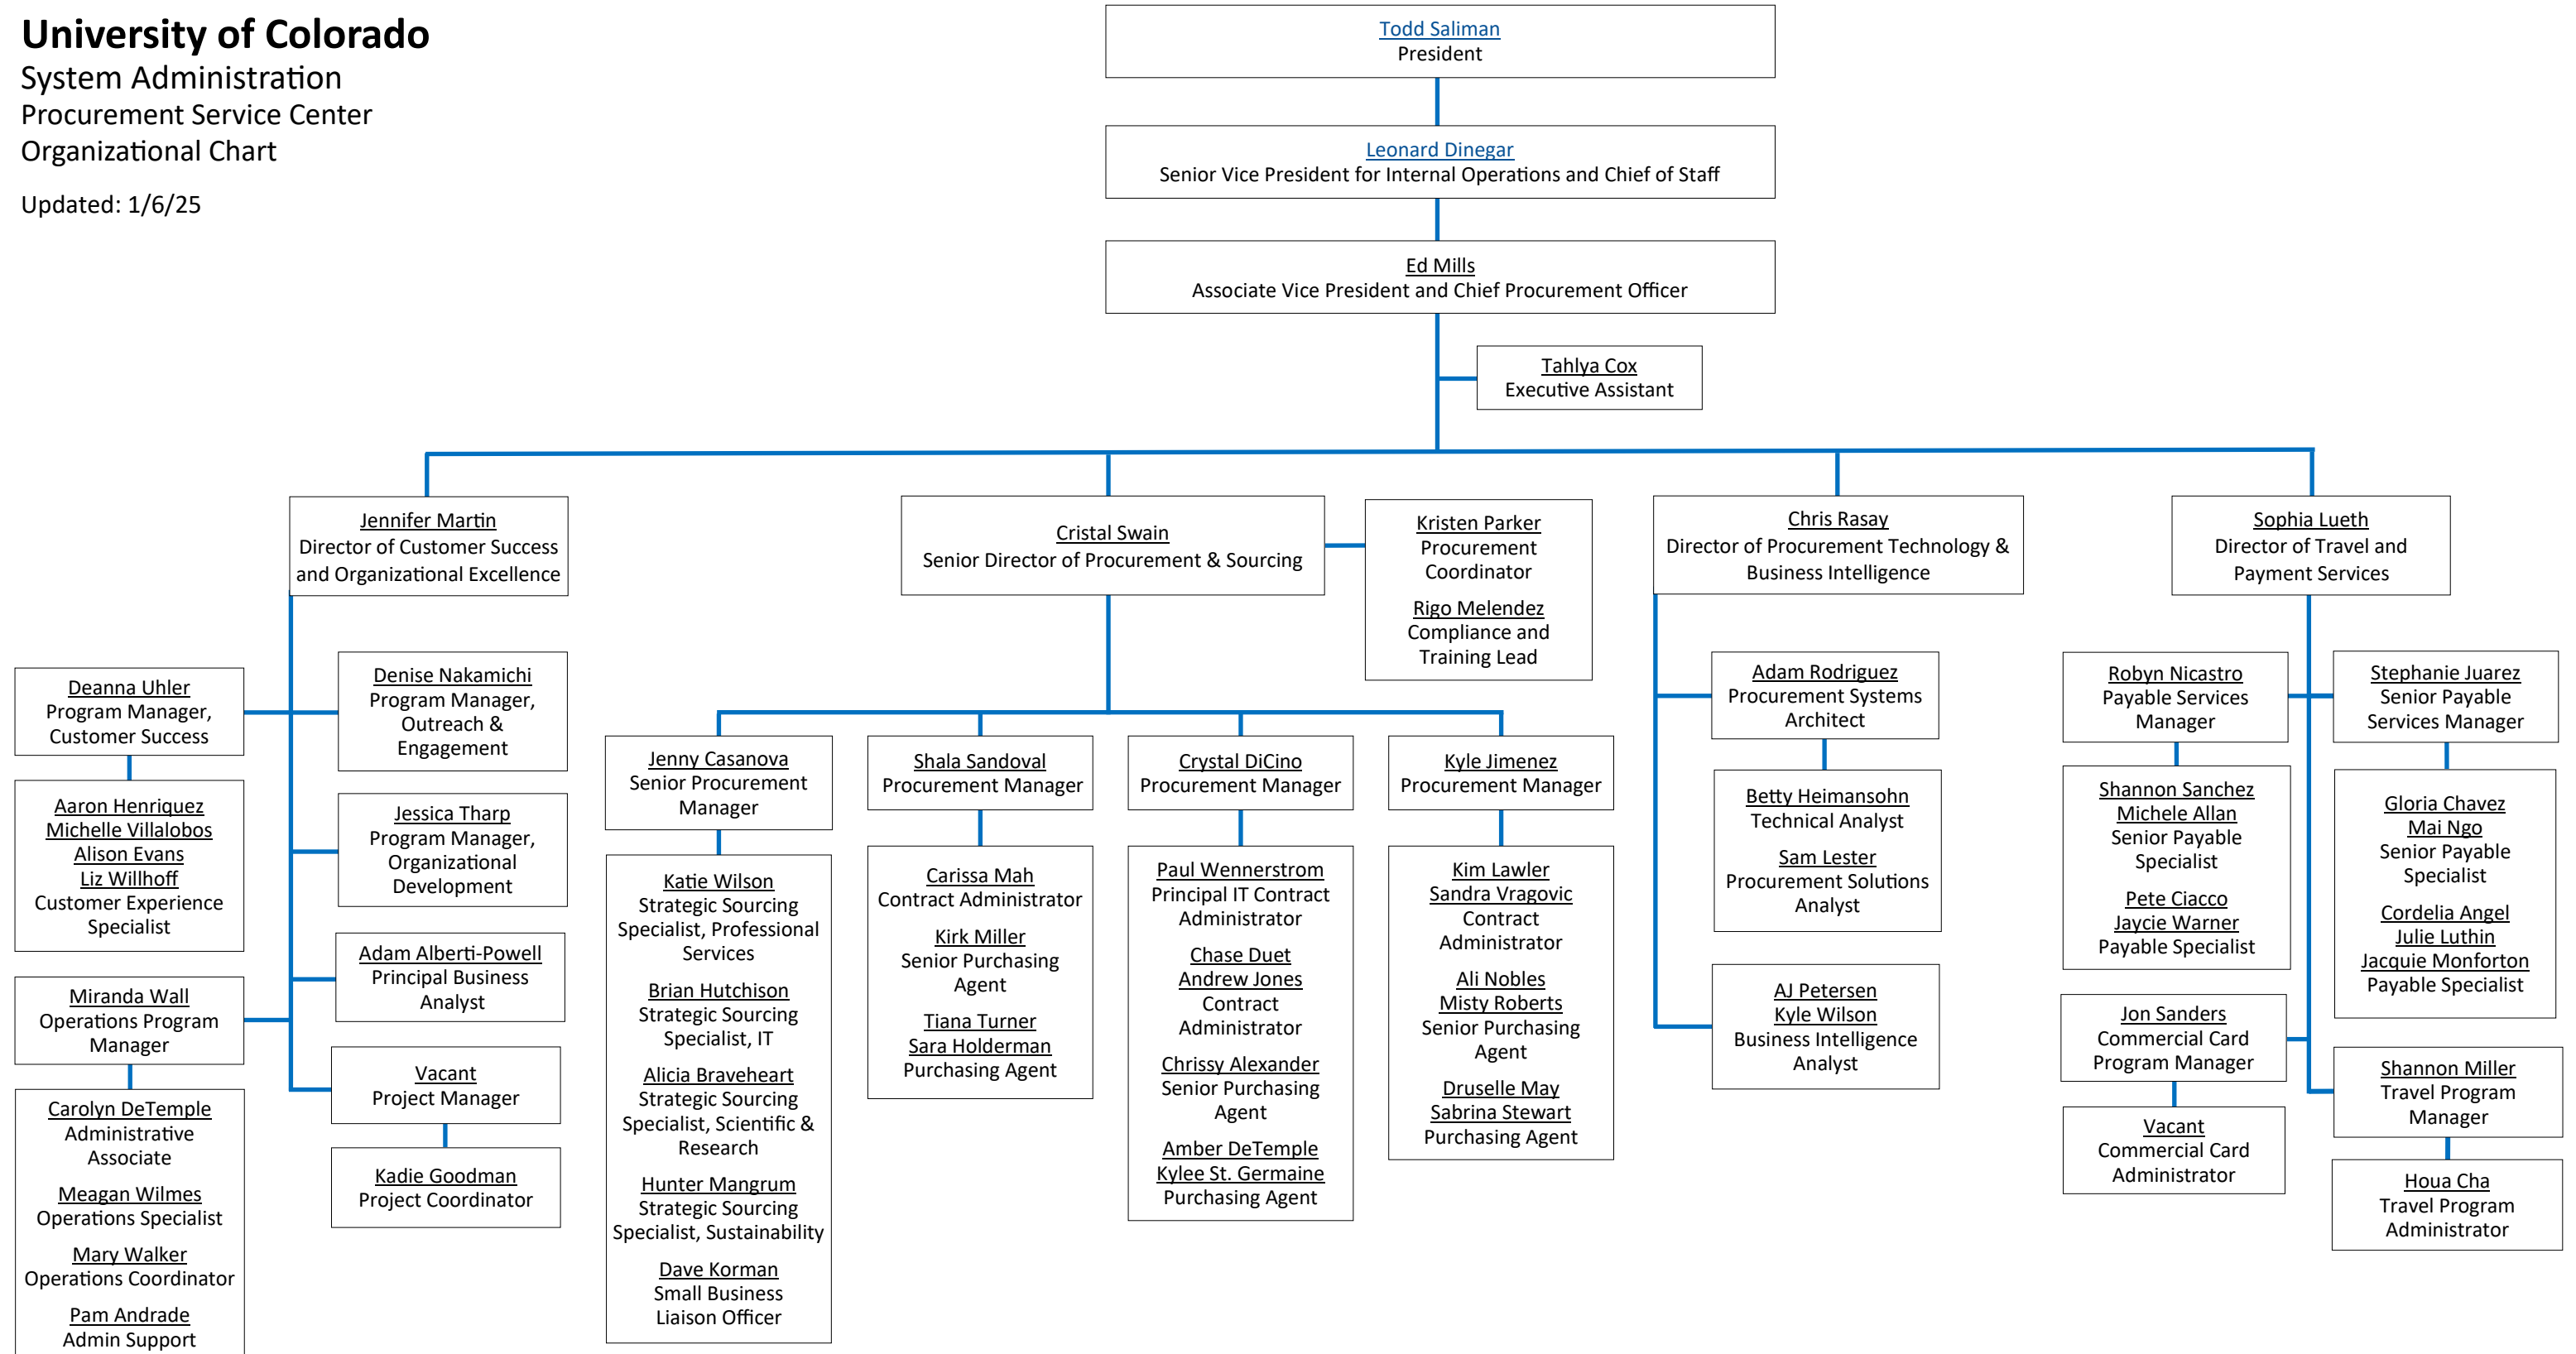 University of Colorado
System Administration
Procurement Service Center
Organizational Chart
Updated: 1/6/25
Todd Saliman
President
Leonard Dinegar
Senior Vice President for Internal Operations and Chief of Staff
Ed Mills
Associate Vice President and Chief Procurement Officer
Tahlya Cox
Executive Assistant
Jennifer Martin
Director of Customer Success
and Organizational Excellence
Deanna Uhler
Program Manager,
Customer Success
Aaron Henriquez
Michelle Villalobos
Alison Evans
Liz Willhoff
Customer Experience
Specialist
Miranda Wall
Operations Program
Manager
Carolyn DeTemple
Administrative
Associate
Meagan Wilmes
Operations Specialist
Mary Walker
Operations Coordinator
Pam Andrade
Admin Support
Denise Nakamichi
Program Manager,
Outreach &
Engagement
Jessica Tharp
Program Manager,
Organizational
Development
Adam Alberti-Powell
Principal Business
Analyst
Vacant
Project Manager
Kadie Goodman
Project Coordinator
Cristal Swain
Senior Director of Procurement & Sourcing
Kristen Parker
Procurement
Coordinator
Rigo Melendez
Compliance and
Training Lead
Jenny Casanova
Senior Procurement
Manager
Katie Wilson
Strategic Sourcing
Specialist, Professional
Services
Brian Hutchison
Strategic Sourcing
Specialist, IT
Alicia Braveheart
Strategic Sourcing
Specialist, Scientific &
Research
Hunter Mangrum
Strategic Sourcing
Specialist, Sustainability
Dave Korman
Small Business
Liaison Officer
Shala Sandoval
Procurement Manager
Carissa Mah
Contract Administrator
Kirk Miller
Senior Purchasing
Agent
Tiana Turner
Sara Holderman
Purchasing Agent
Crystal DiCino
Procurement Manager
Paul Wennerstrom
Principal IT Contract
Administrator
Chase Duet
Andrew Jones
Contract
Administrator
Chrissy Alexander
Senior Purchasing
Agent
Amber DeTemple
Kylee St. Germaine
Purchasing Agent
Kyle Jimenez
Procurement Manager
Kim Lawler
Sandra Vragovic
Contract
Administrator
Ali Nobles
Misty Roberts
Senior Purchasing
Agent
Druselle May
Sabrina Stewart
Purchasing Agent
Chris Rasay
Director of Procurement Technology &
Business Intelligence
Adam Rodriguez
Procurement Systems
Architect
Betty Heimansohn
Technical Analyst
Sam Lester
Procurement Solutions
Analyst
AJ Petersen
Kyle Wilson
Business Intelligence
Analyst
Sophia Lueth
Director of Travel and
Payment Services
Robyn Nicastro
Payable Services
Manager
Shannon Sanchez
Michele Allan
Senior Payable
Specialist
Pete Ciacco
Jaycie Warner
Payable Specialist
Jon Sanders
Commercial Card
Program Manager
Vacant
Commercial Card
Administrator
Stephanie Juarez
Senior Payable
Services Manager
Gloria Chavez
Mai Ngo
Senior Payable
Specialist
Cordelia Angel
Julie Luthin
Jacquie Monforton
Payable Specialist
Shannon Miller
Travel Program
Manager
Houa Cha
Travel Program
Administrator